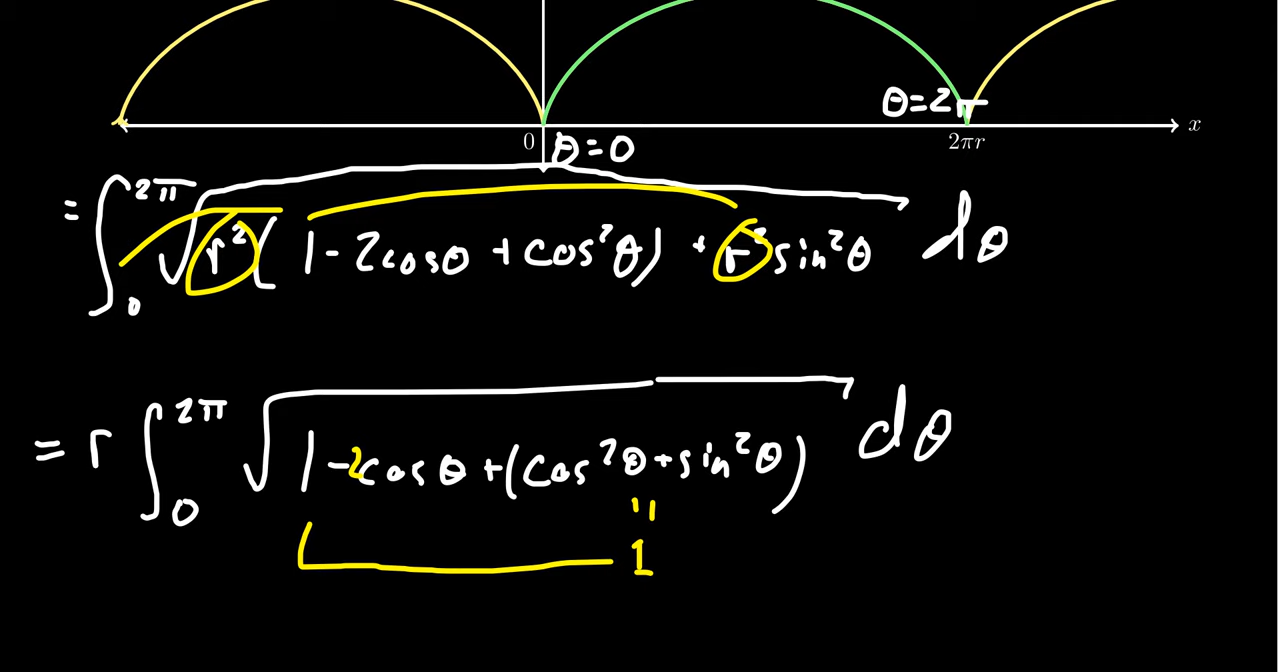 θ=2π
0 2πr x
θ=0
= ∫₀^{2π} √(r²(1-2cosθ+cos²θ)+r²sin²θ) dθ
= r ∫₀^{2π} √(1-2cosθ+(cos²θ+sin²θ)) dθ
"
1